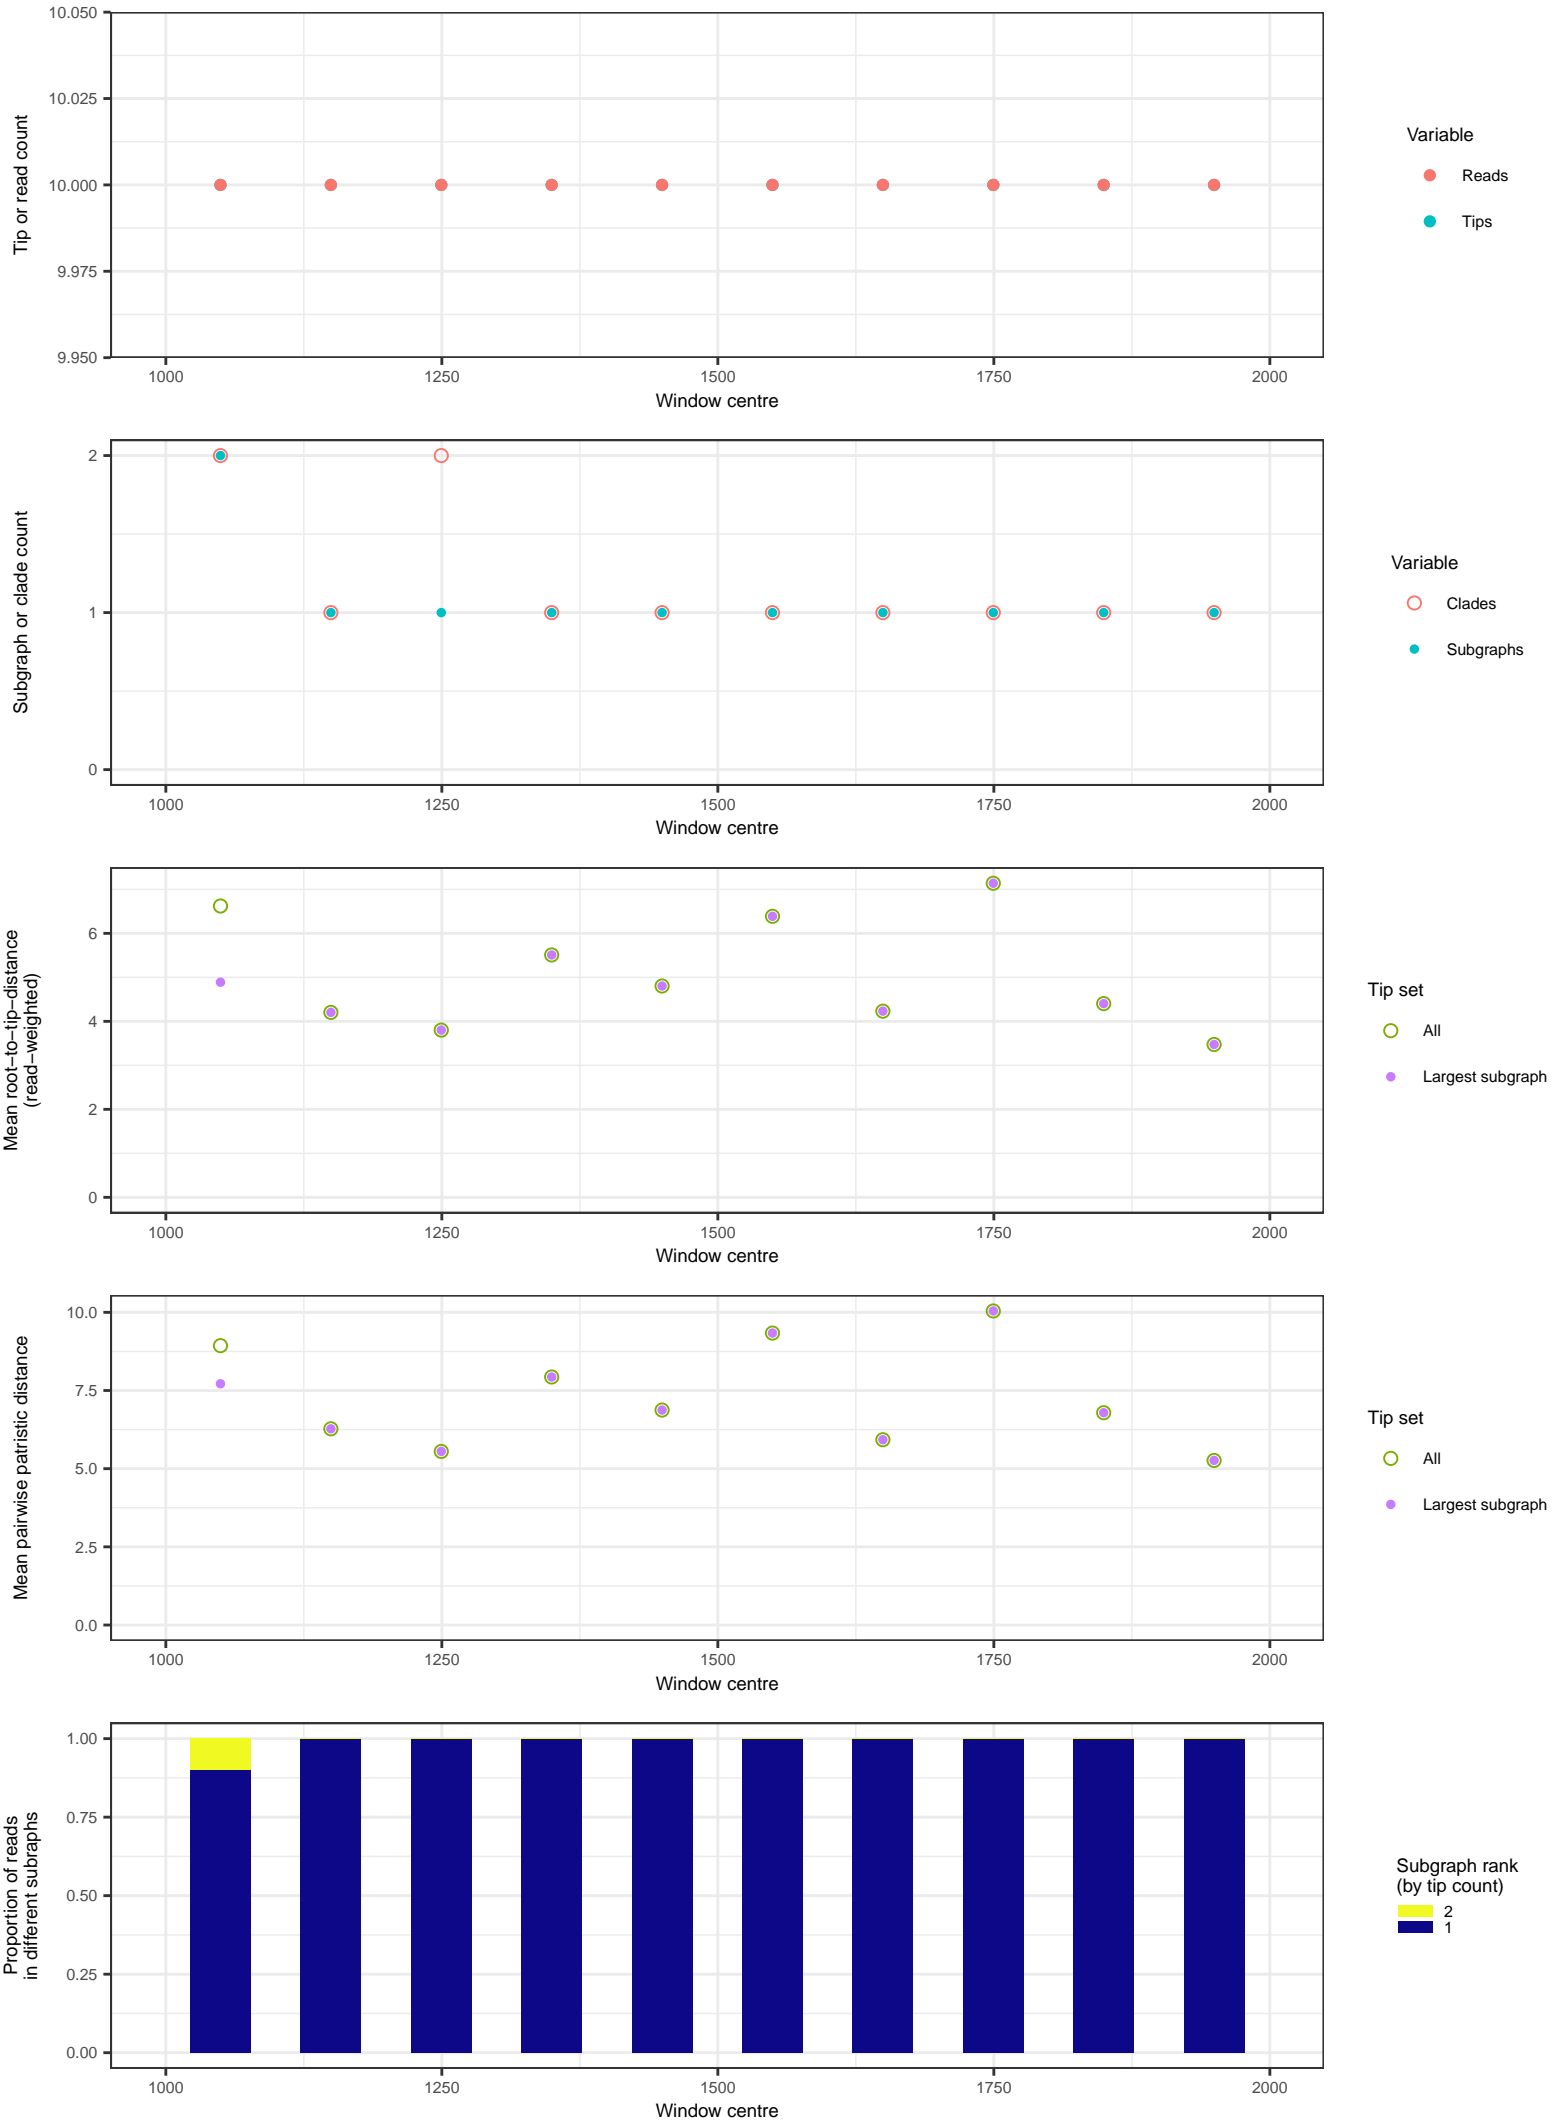 10.050
10.025
10.000
9.975
9.950
Tip or read count
1000 1250 1500 1750 2000
Window centre
Variable
Reads
Tips
2
1
0
Subgraph or clade count
1000 1250 1500 1750 2000
Window centre
Variable
Clades
Subgraphs
6
4
2
0
Mean root−to−tip−distance
(read−weighted)
1000 1250 1500 1750 2000
Window centre
Tip set
All
Largest subgraph
10.0
7.5
5.0
2.5
0.0
Mean pairwise patristic distance
1000 1250 1500 1750 2000
Window centre
Tip set
All
Largest subgraph
1.00
0.75
0.50
0.25
0.00
Proportion of reads
in different subraphs
1000 1250 1500 1750 2000
Window centre
Subgraph rank
(by tip count)
2
1